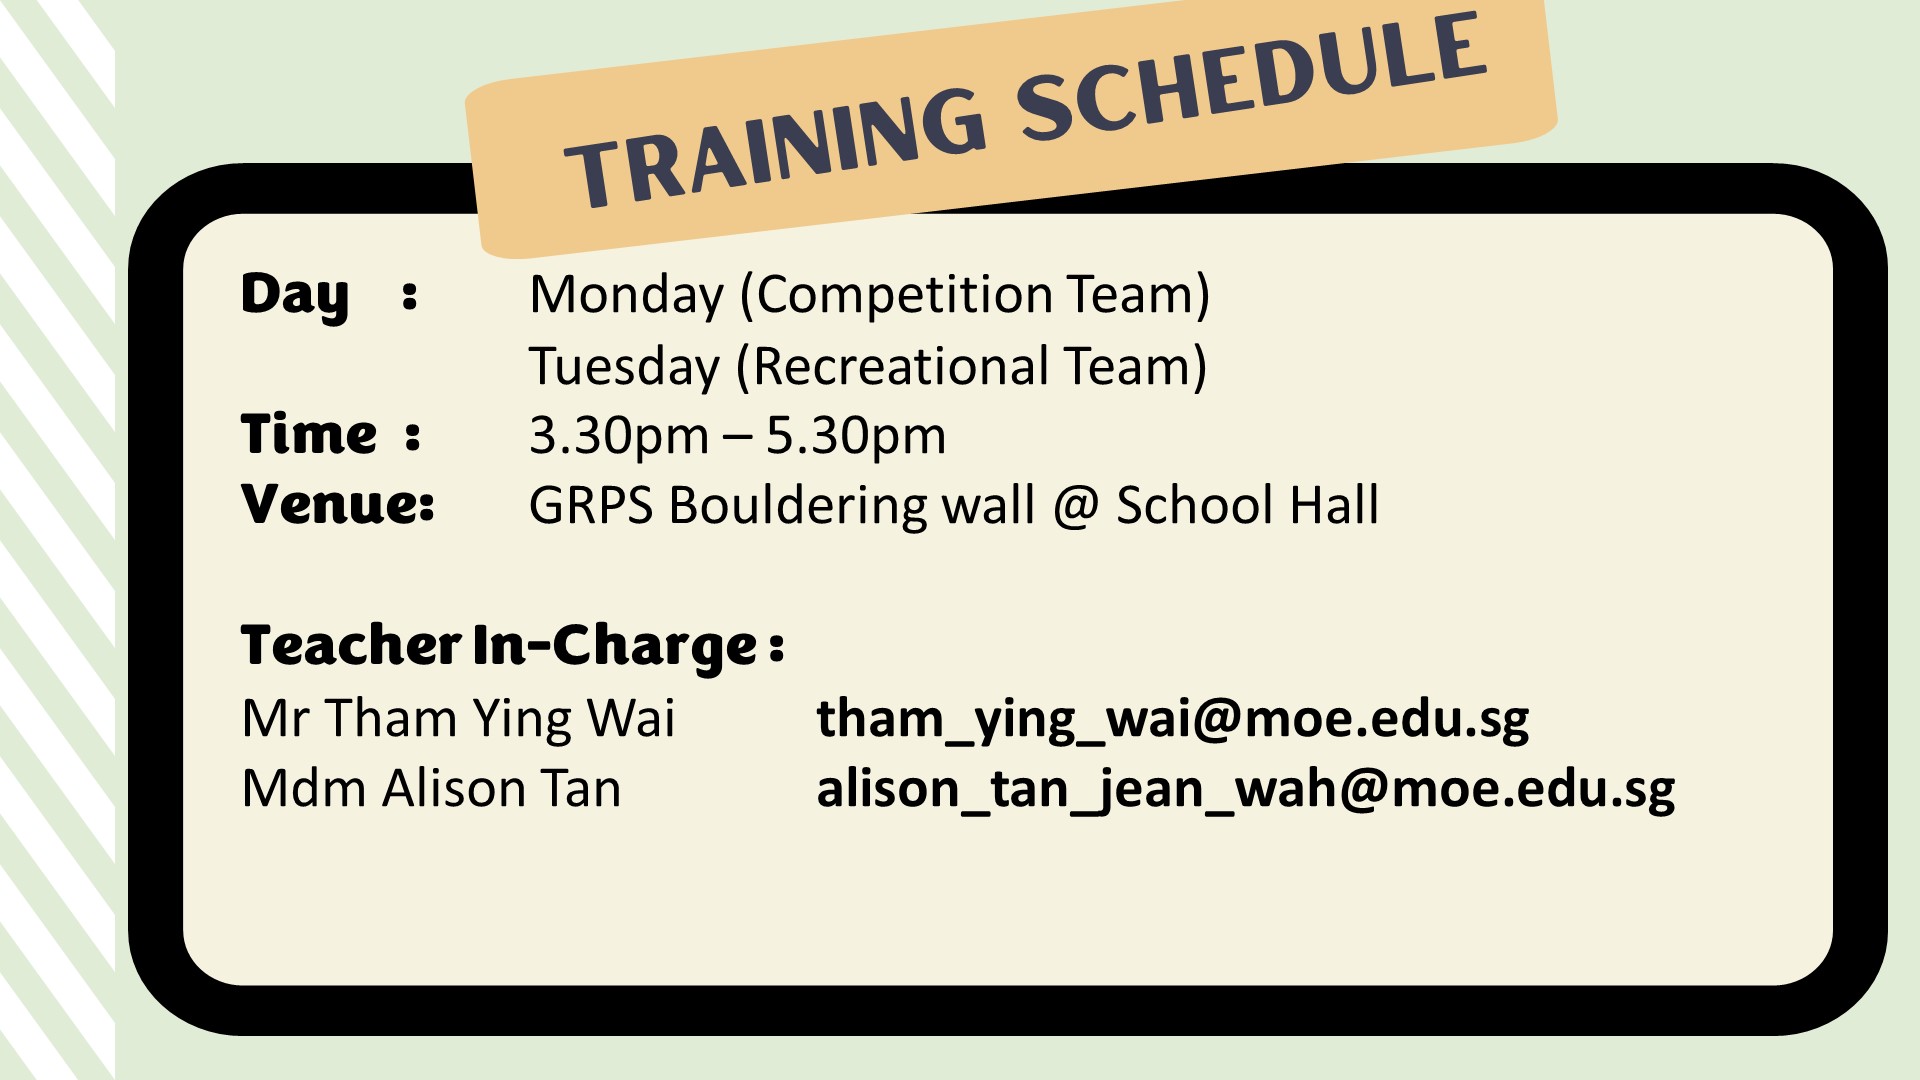 TRAINING SCHEDULE
Day : Monday (Competition Team)
Tuesday (Recreational Team)
Time : 3.30pm – 5.30pm
Venue: GRPS Bouldering wall @ School Hall
Teacher In-Charge :
Mr Tham Ying Wai tham_ying_wai@moe.edu.sg
Mdm Alison Tan alison_tan_jean_wah@moe.edu.sg